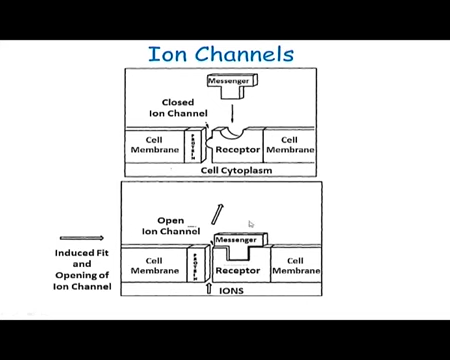 Ion Channels
Messenger
Closed
Ion Channel
Cell
Membrane
PROTEIN
Receptor
Cell
Membrane
Cell Cytoplasm
Open
Ion Channel
Messenger
Induced Fit
and
Opening of
Ion Channel
Cell
Membrane
PROTEIN
Receptor
Cell
Membrane
IONS